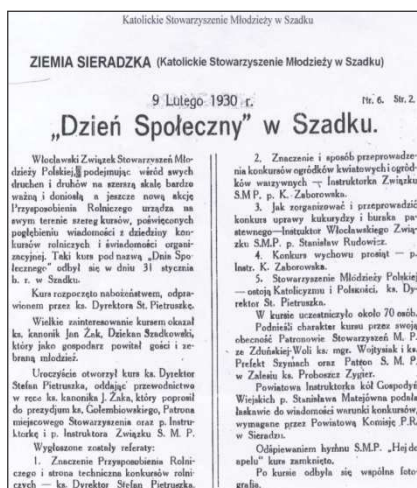 Katolickie Stowarzyszenie Młodzieży w Szadku
ZIEMIA SIERADZKA (Katolickie Stowarzyszenie Młodzieży w Szadku)
9 Lutego 1930 r.
Nr. 6. Str. 2
„Dzień Społeczny" w Szadku.
Włocławski Związek Stowarzyszeń Mło-
dzieży Polskiej, podejmując wśród swych
druchen i druhów na szerszą skalę bardzo
ważną i doniosłą a jeszcze nową akcję
Przysposobienia Rolniczego urządza na
swym terenie szereg kursów, poświęconych
pogłębieniu wiadomości z dziedziny kon-
kursów rolniczych i świadomości organi-
zacyjnej. Taki kurs pod nazwą „Dnia Spo-
łecznego" odbył się w dniu 31 stycznia
b. r. w Szadku.
Kurs rozpoczęto nabożeństwem, odpra-
wionem przez ks. Dyrektora St. Pietruszkę.
Wielkie zainteresowanie kursem okazał
ks. kanonik Jan Żak, Dziekan Szadkowski,
który jako gospodarz powitał gości i ze-
braną młodzież.
Uroczyście otworzył kurs ks. Dyrektor
Stefan Pietruszka, oddając przewodnictwo
w ręce ks. kanonika J. Żaka, który poprosił
do prezydjum ks. Gołembiowskiego, Patrona
miejscowego Stowarzyszenia oraz p. Instru-
ktorkę i p. Instruktora Związku S. M. P.
Wygłoszone zostały referaty:
1. Znaczenie Przysposobienia Rolni-
czego i strona techniczna konkursów rolni-
czych — ks. Dyrektor Stefan Pietruszka.
2. Znaczenie i sposób przeprowadze-
nia konkursów ogródków kwiatowych i ogród-
ków warzywnych — Instruktorka Związku
S.M P. p. K. Zaborowska.
3. Jak zorganizować i przeprowadzić
konkurs uprawy kukurydzy i buraka pa-
stewnego—Instruktor Włocławskiego Zwią-
zku S.M.P. p. Stanisław Rudowicz.
4. Konkurs wychowu prosiąt — p.
Instr. K. Zaborowska.
5. Stowarzyszenie Młodzieży Polskiej
— ostoją Katolicyzmu i Polskości, ks. Dy-
rektor St. Pietruszka.
W kursie uczestniczyło około 70 osób.
Podnieśli charakter kursu przez swoją
obecność Patronowie Stowarzyszeń M. P.
ze Zduńskiej-Woli ks. mgr. Wojtysiak i ks.
Prefekt Szyniach oraz Patron S. M. P.
w Zalesiu ks. Proboszcz Zygier.
Powiatowa Instruktorka kół Gospodyń
Wiejskich p. Stanisława Matejówna podała
łaskawie do wiadomości warunki konkursów,
wymagane przez Powiatową Komisję P.R.
w Sieradzu.
Odśpiewaniem hymnu S.M.P. „Hej do
apelu" kurs zamknięto.
Po kursie odbyła się wspólna foto-
grafja.